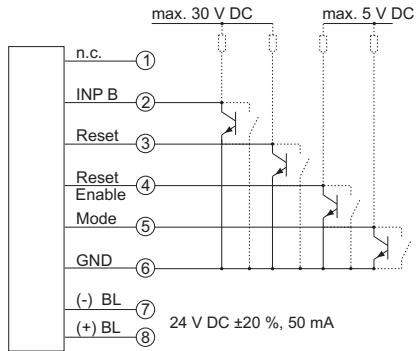 max. 30 V DC
max. 5 V DC
n.c. 1
INP B 2
Reset 3
Reset
Enable 4
Mode 5
GND 6
(-) BL 7
(+) BL 8
24 V DC ±20 %, 50 mA